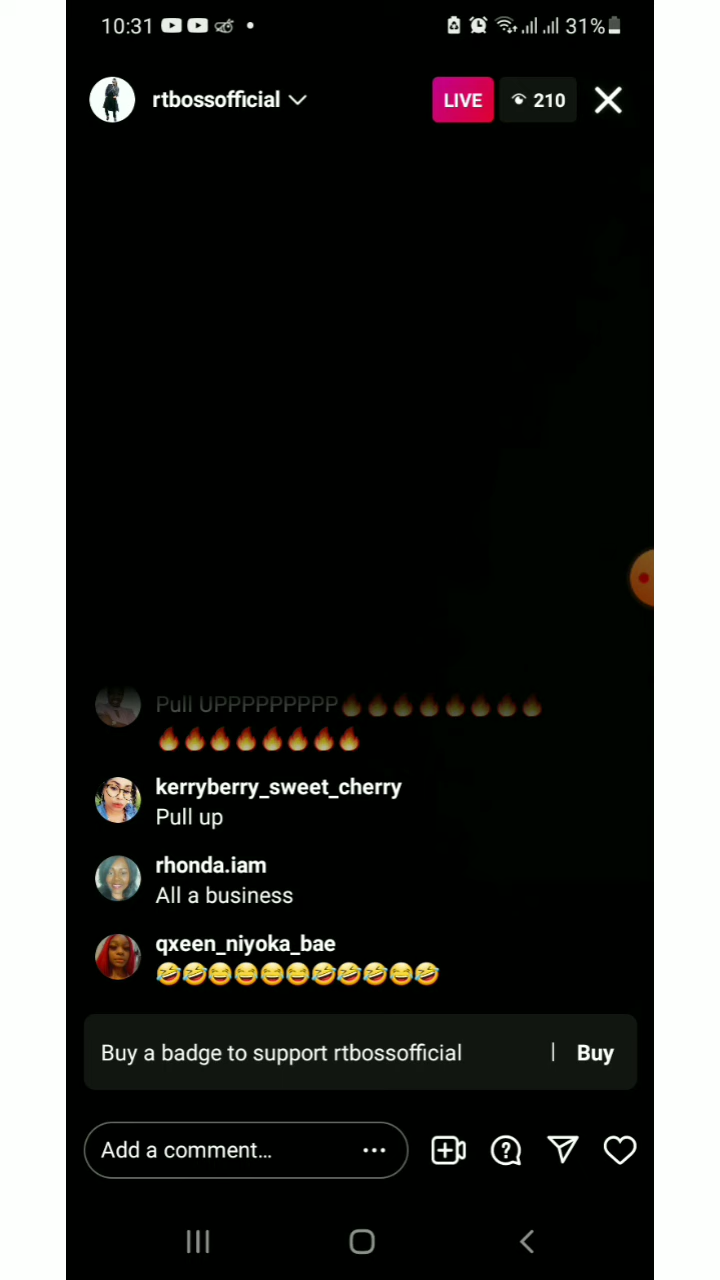 10:31 31%
rtbossofficial LIVE 210
Pull UPPPPPPPPP🔥🔥🔥🔥🔥🔥🔥🔥
🔥🔥🔥🔥🔥🔥🔥🔥
kerryberry_sweet_cherry
Pull up
rhonda.iam
All a business
qxeen_niyoka_bae
🤣🤣😆😆😆😆🤣🤣🤣😆🤣
Buy a badge to support rtbossofficial | Buy
Add a comment...